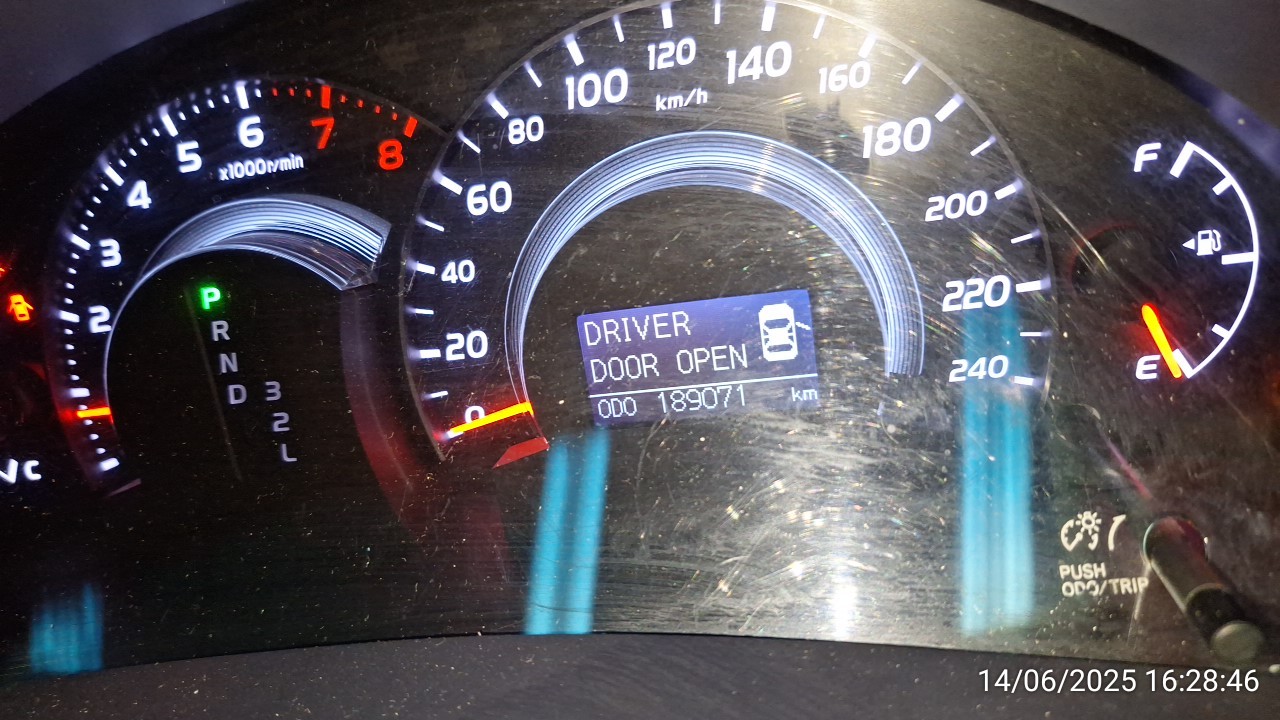 120
100 140
km/h 160
80 180
60 200
40 220
20 240
0
6 7
5 8
x1000r/min
4
3
2
P
R
N
D 3
2
L
DRIVER
DOOR OPEN
ODO 189071 km
F
E
PUSH
ODO/TRIP
14/06/2025 16:28:46